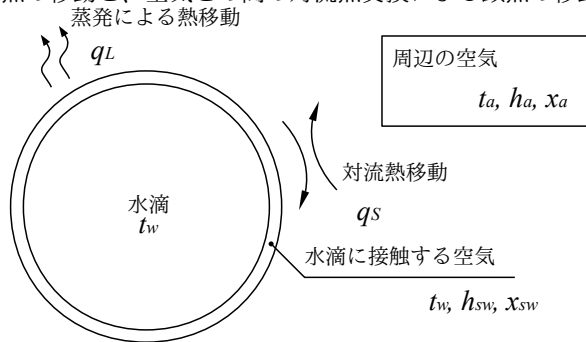 蒸発による熱移動
qL
周辺の空気
ta, ha, xa
対流熱移動
qS
水滴
tw
水滴に接触する空気
tw, hsw, xsw